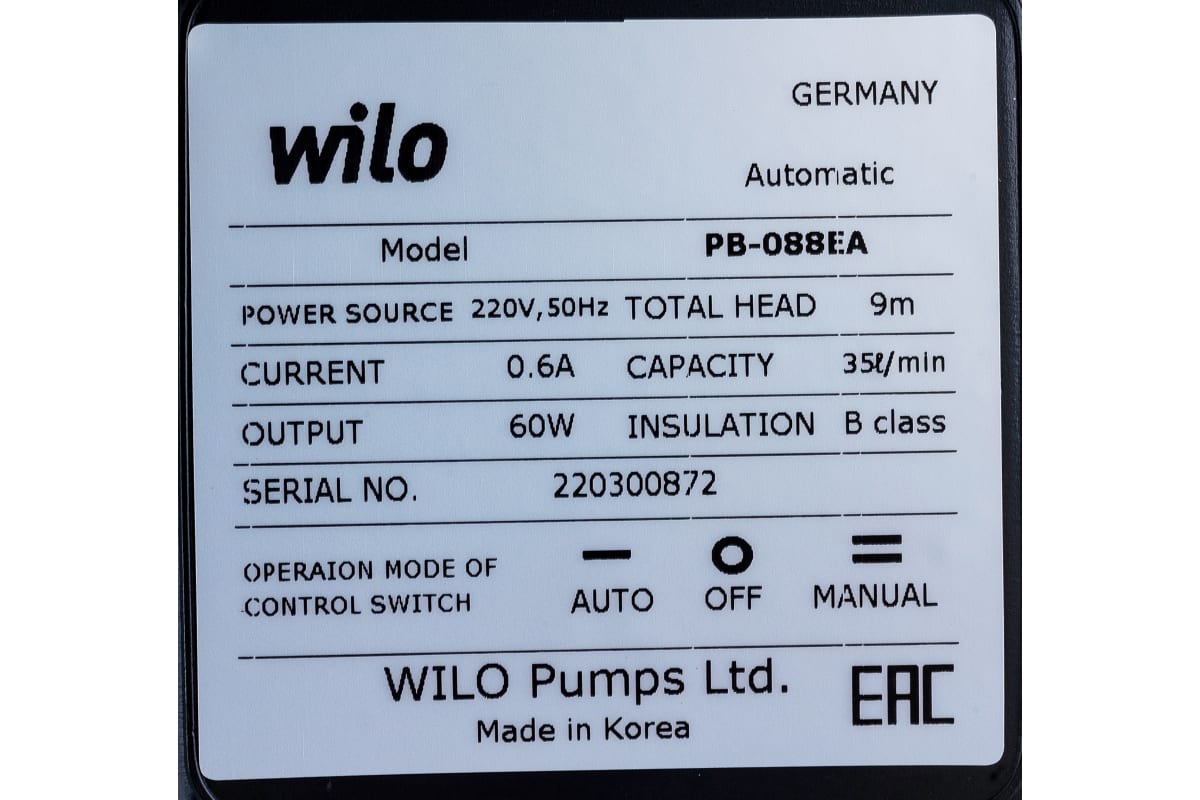 wilo
GERMANY
Automatic
Model PB-088EA
POWER SOURCE 220V,50Hz TOTAL HEAD 9m
CURRENT 0.6A CAPACITY 35ℓ/min
OUTPUT 60W INSULATION B class
SERIAL NO. 220300872
OPERAION MODE OF
CONTROL SWITCH
AUTO OFF MANUAL
WILO Pumps Ltd.
Made in Korea
EAC